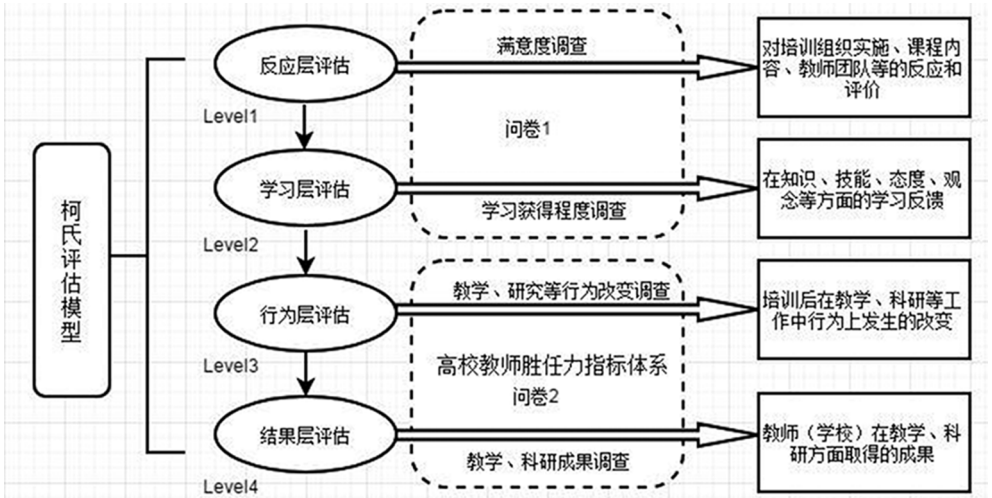 柯氏评估模型
反应层评估
Level1
学习层评估
Level2
行为层评估
Level3
结果层评估
Level4
满意度调查
问卷1
学习获得程度调查
教学、研究等行为改变调查
高校教师胜任力指标体系
问卷2
教学、科研成果调查
对培训组织实施、课程内
容、教师团队等的反应和
评价
在知识、技能、态度、观
念等方面的学习反馈
培训后在教学、科研等工
作中行为上发生的改变
教师（学校）在教学、科
研方面取得的成果